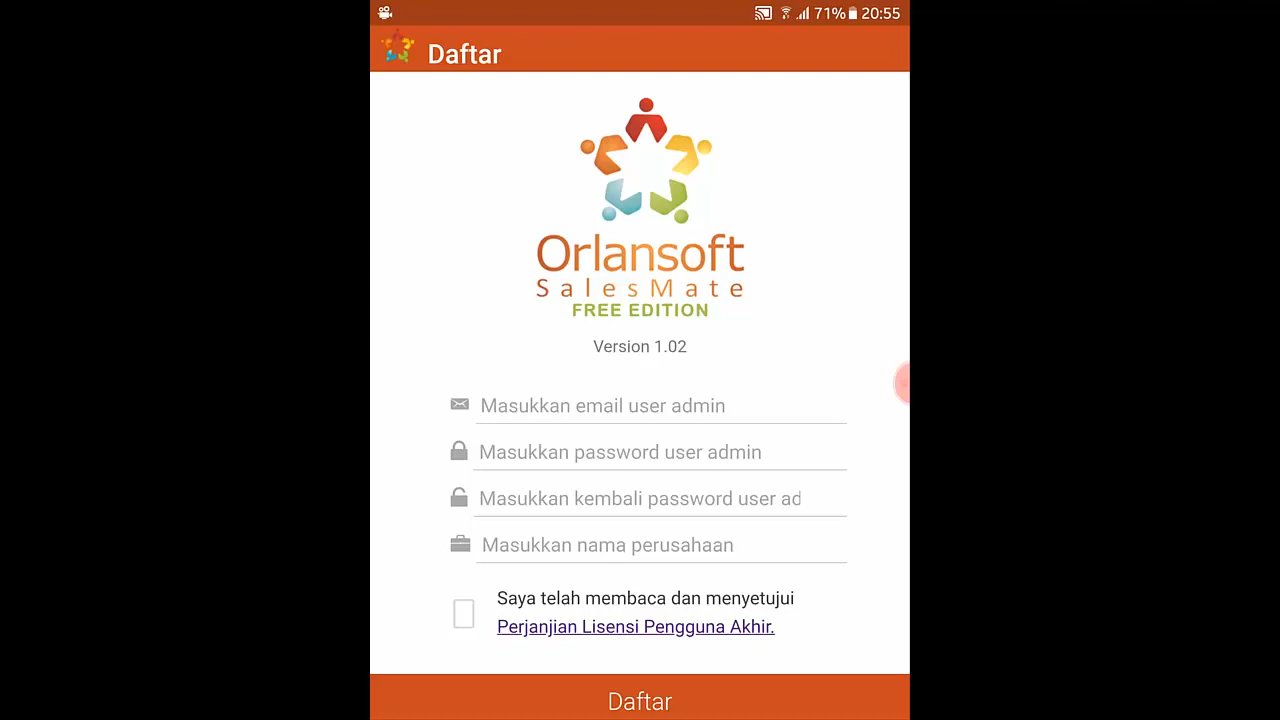 71% 20:55
Daftar
Orlansoft
SalesMate
FREE EDITION
Version 1.02
Masukkan email user admin
Masukkan password user admin
Masukkan kembali password user ad
Masukkan nama perusahaan
Saya telah membaca dan menyetujui
Perjanjian Lisensi Pengguna Akhir.
Daftar